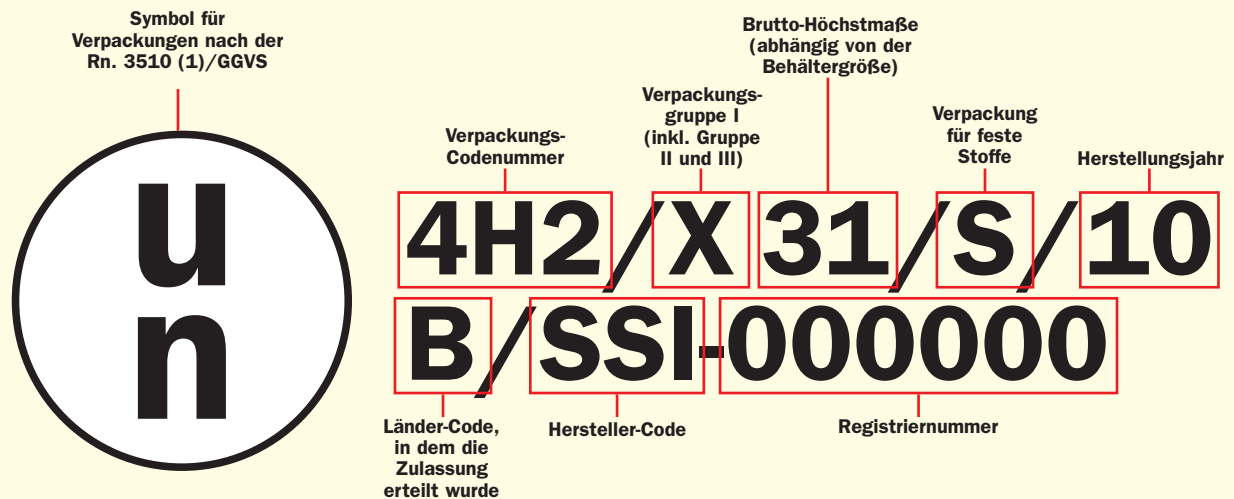 Symbol für
Verpackungen nach der
Rn. 3510 (1)/GGVS
Brutto-Höchstmaße
(abhängig von der
Behältergröße)
Verpackungs-
Codenummer
Verpackungs-
gruppe I
(inkl. Gruppe
II und III)
Verpackung
für feste
Stoffe
Herstellungsjahr
u
n
4H2/X31/S/10
B/SSI-000000
Länder-Code,
in dem die
Zulassung
erteilt wurde
Hersteller-Code
Registriernummer